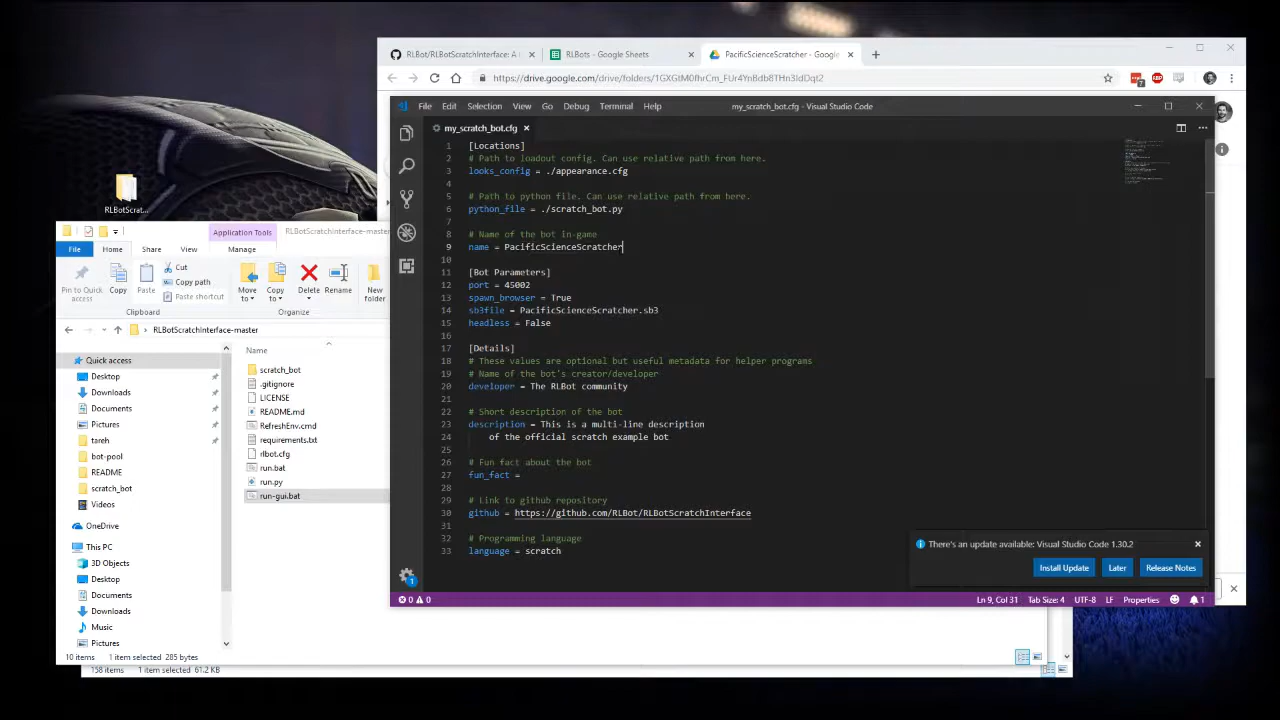 RLBot/RLBotScratchInterface: A
RLBots - Google Sheets
PacificScienceScratcher - Google
https://drive.google.com/drive/folders/
File Edit Selection View Go Debug Terminal Help
my_scratch_bot.cfg - Visual Studio Code
my_scratch_bot.cfg
1 [Locations]
2 # Path to loadout config. Can use relative path from here.
3 looks_config = ./appearance.cfg
4
5 # Path to python file. Can use relative path from here.
6 python_file = ./scratch_bot.py
7
8 # Name of the bot in-game
9 name = PacificScienceScratcher
10
11 [Bot Parameters]
12 port = 45002
13 spawn_browser = True
14 sb3file = PacificScienceScratcher.sb3
15 headless = False
16
17 [Details]
18 # These values are optional but useful metadata for helper programs
19 # Name of the bot's creator/developer
20 developer = The RLBot community
21
22 # Short description of the bot
23 description = This is a multi-line description
24 of the official scratch example bot
25
26 # Fun fact about the bot
27 fun_fact =
28
29 # Link to github repository
30 github = https://github.com/RLBot/RLBotScratchInterface
31
32 # Programming language
33 language = scratch
There's an update available: Visual Studio Code 1.30.2
Install Update
Later
Release Notes
1
0 0
Ln 9, Col 31 Tab Size: 4 UTF-8 LF Properties 1
RLBotScrat...
Application Tools
RLBotScratchInterface-master
File Home Share View Manage
Pin to Quick access
Copy
Paste
Cut
Copy path
Paste shortcut
Move to
Copy to
Delete
Rename
New folder
Clipboard
Organize
RLBotScratchInterface-master
Quick access
Desktop
Downloads
Documents
Pictures
tareh
bot-pool
README
scratch_bot
Videos
OneDrive
This PC
3D Objects
Desktop
Documents
Downloads
Music
Pictures
Name
scratch_bot
.gitignore
LICENSE
README.md
RefreshEnv.cmd
requirements.txt
rlbot.cfg
run.bat
run.py
run-gui.bat
10 items 1 item selected 285 bytes
158 items 1 item selected 61.2 KB